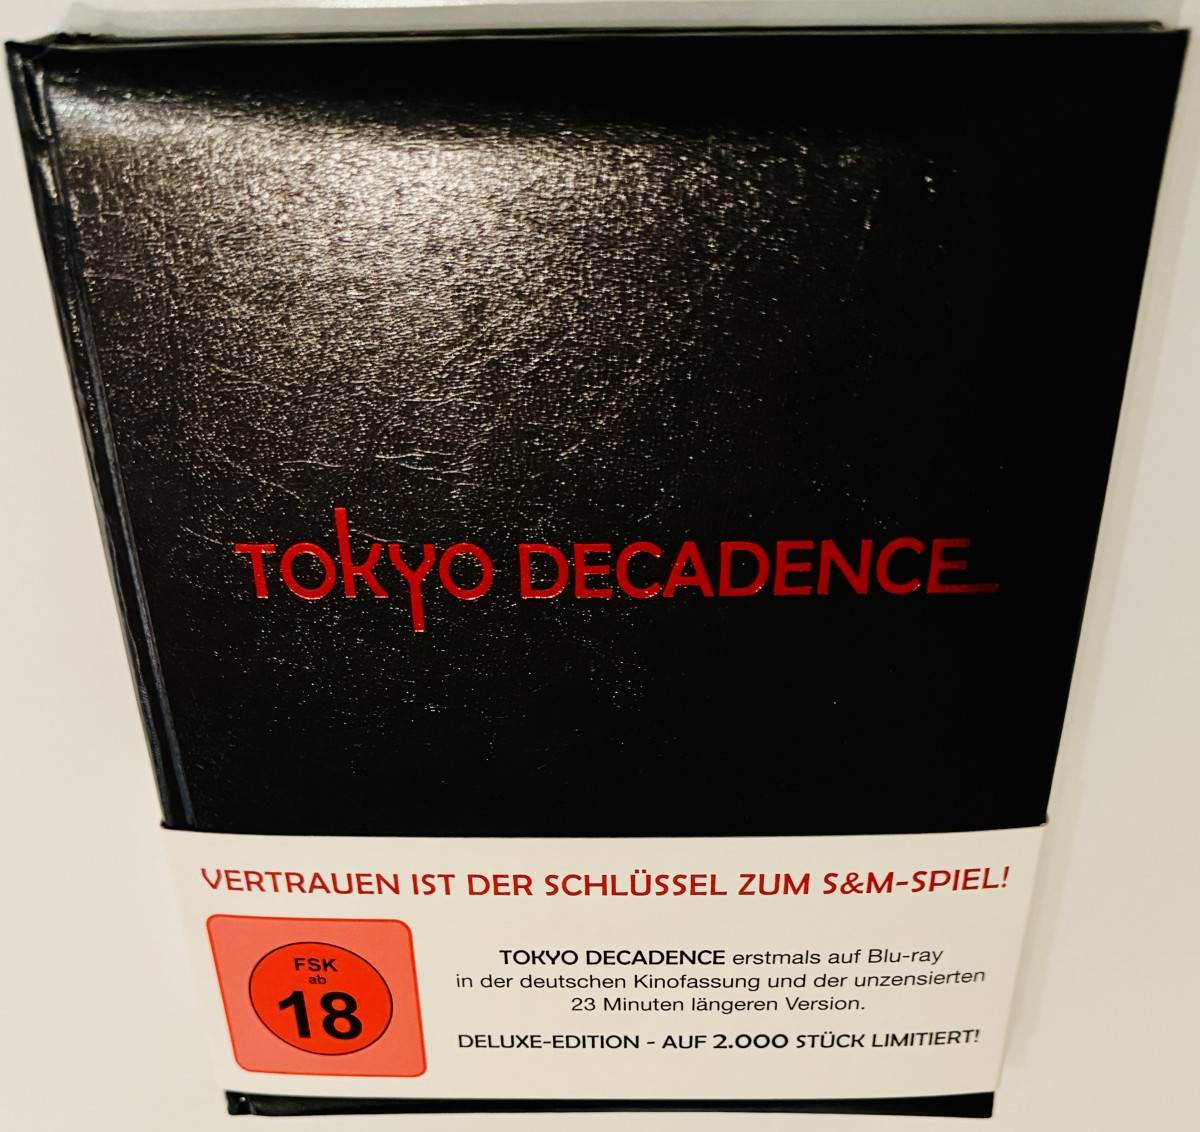 TOKYO DECADENCE
VERTRAUEN IST DER SCHLÜSSEL ZUM S&M-SPIEL!
FSK
ab
18
TOKYO DECADENCE erstmals auf Blu-ray
in der deutschen Kinofassung und der unzensierten
23 Minuten längeren Version.
DELUXE-EDITION - AUF 2.000 STÜCK LIMITIERT!